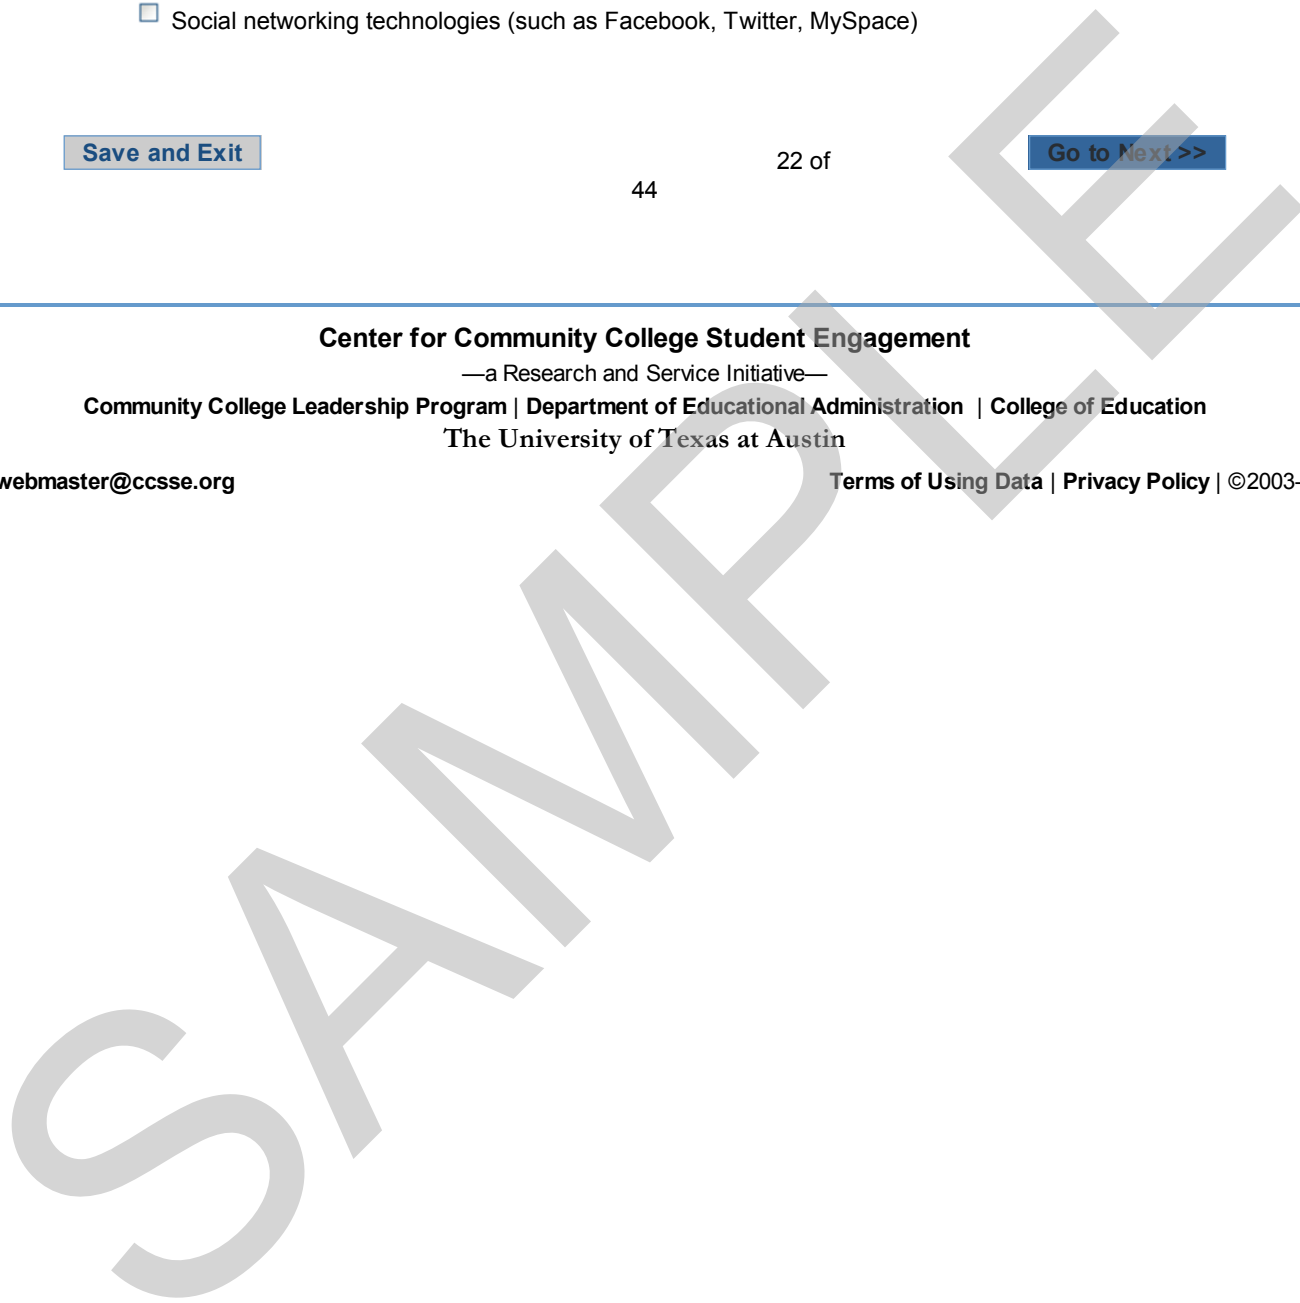 Social networking technologies (such as Facebook, Twitter, MySpace)
Save and Exit
22 of
44
Go to Next >>
Center for Community College Student Engagement
—a Research and Service Initiative—
Community College Leadership Program | Department of Educational Administration | College of Education
The University of Texas at Austin
webmaster@ccsse.org
Terms of Using Data | Privacy Policy | ©2003-
SAMPLE